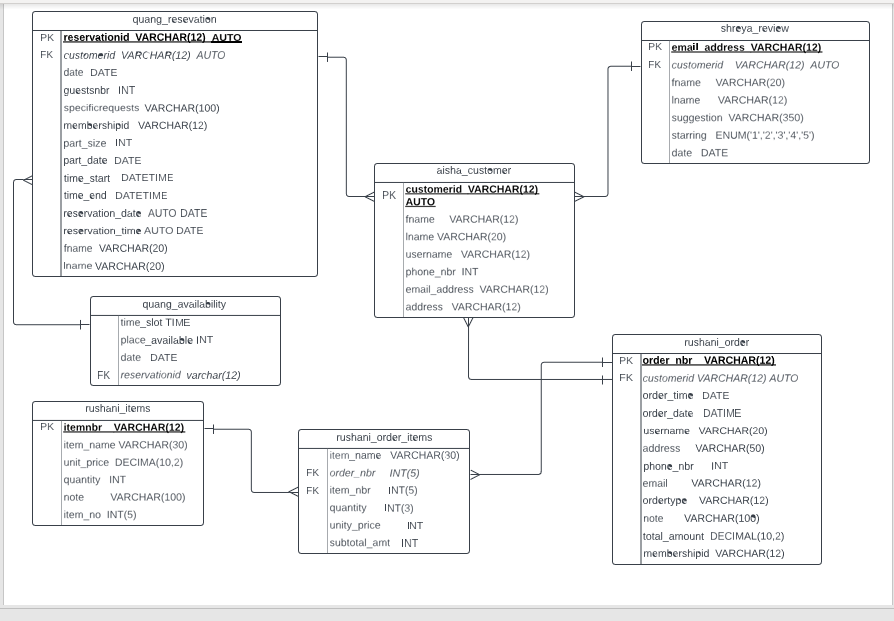 quang_resevation
PK reservationid VARCHAR(12) AUTO
FK customerid VARCHAR(12) AUTO
date DATE
guestsnbr INT
specificrequests VARCHAR(100)
membershipid VARCHAR(12)
part_size INT
part_date DATE
time_start DATETIME
time_end DATETIME
reservation_date AUTO DATE
reservation_time AUTO DATE
fname VARCHAR(20)
lname VARCHAR(20)
shreya_review
PK email_address VARCHAR(12)
FK customerid VARCHAR(12) AUTO
fname VARCHAR(20)
lname VARCHAR(12)
suggestion VARCHAR(350)
starring ENUM('1','2','3','4','5')
date DATE
aisha_customer
PK customerid VARCHAR(12)
AUTO
fname VARCHAR(12)
lname VARCHAR(20)
username VARCHAR(12)
phone_nbr INT
email_address VARCHAR(12)
address VARCHAR(12)
quang_availability
time_slot TIME
place_available INT
date DATE
FK reservationid varchar(12)
rushani_order
PK order_nbr VARCHAR(12)
FK customerid VARCHAR(12) AUTO
order_time DATE
order_date DATIME
username VARCHAR(20)
address VARCHAR(50)
phone_nbr INT
email VARCHAR(12)
ordertype VARCHAR(12)
note VARCHAR(100)
total_amount DECIMAL(10,2)
membershipid VARCHAR(12)
rushani_items
PK itemnbr VARCHAR(12)
item_name VARCHAR(30)
unit_price DECIMA(10,2)
quantity INT
note VARCHAR(100)
item_no INT(5)
rushani_order_items
item_name VARCHAR(30)
FK order_nbr INT(5)
FK item_nbr INT(5)
quantity INT(3)
unity_price INT
subtotal_amt INT